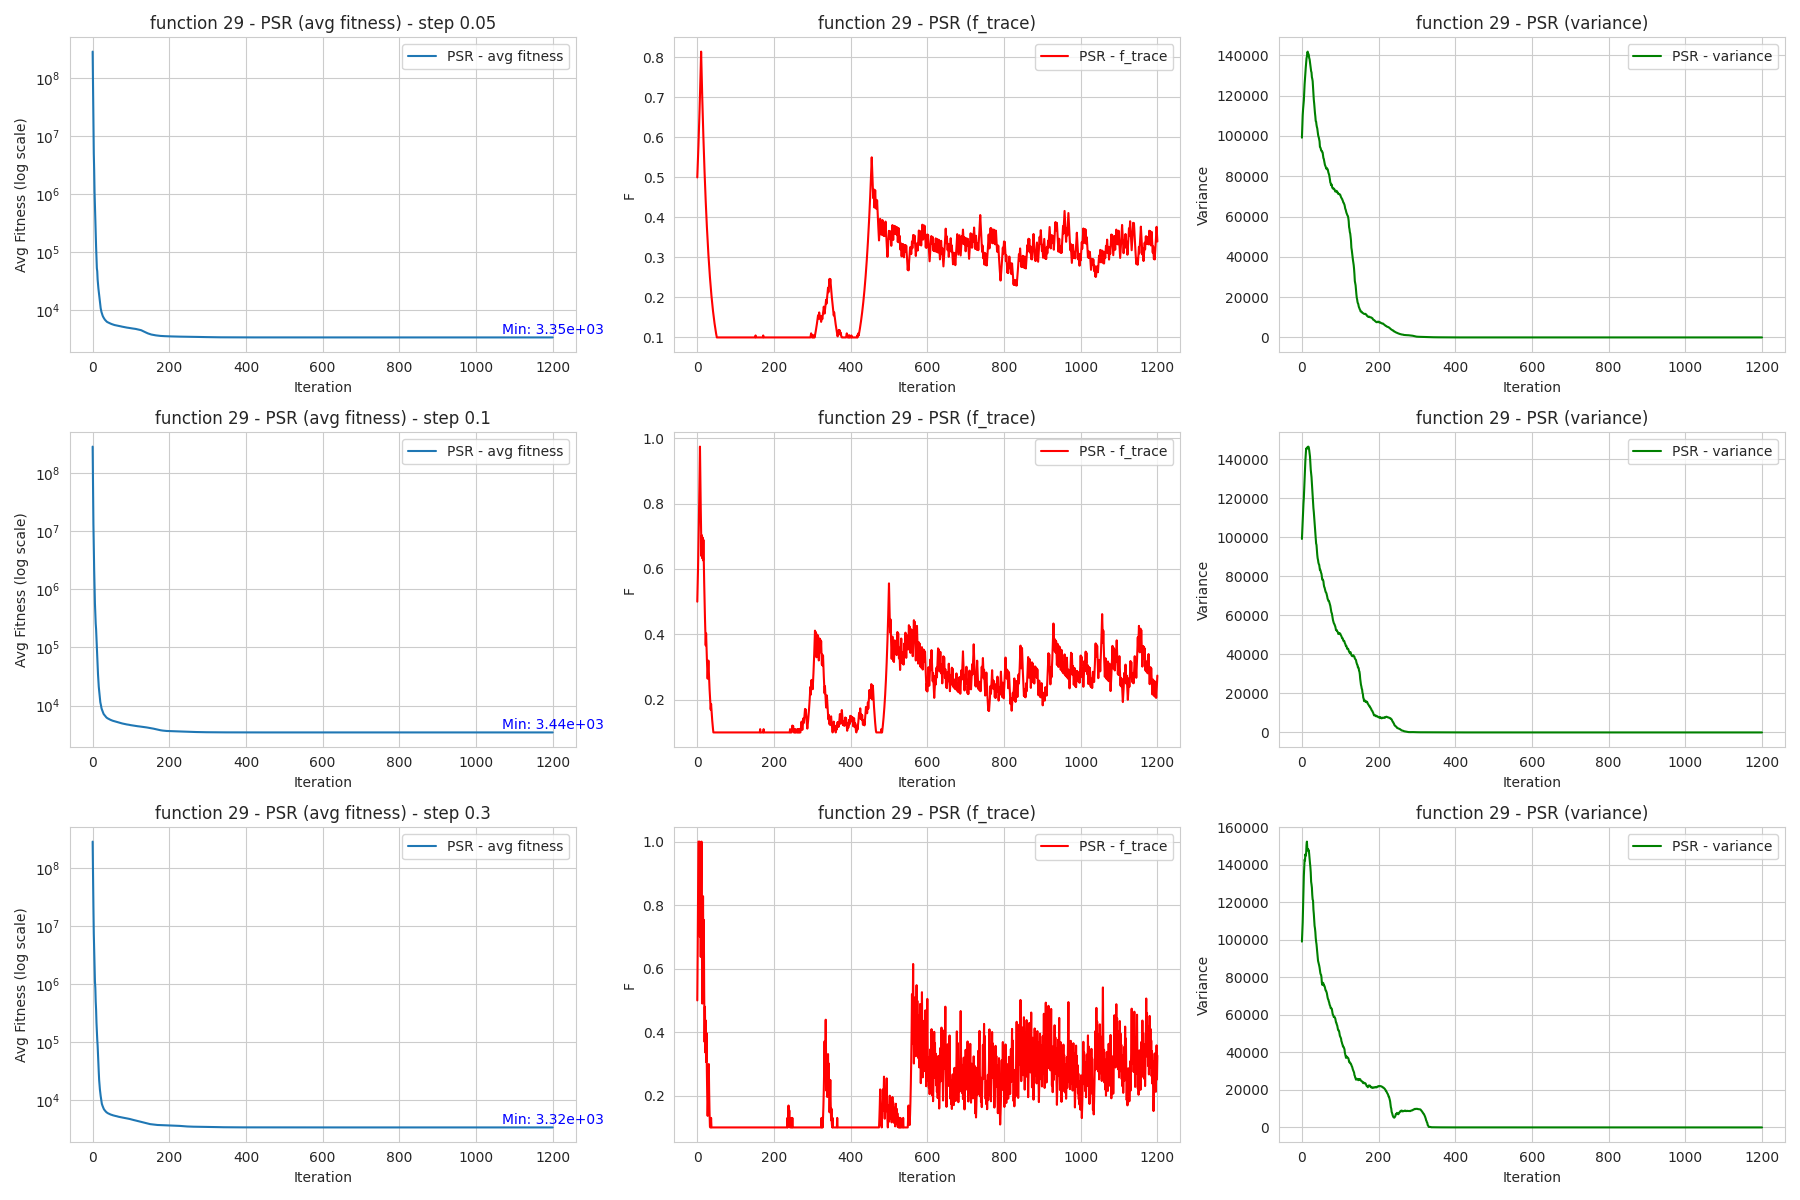 function 29 - PSR (avg fitness) - step 0.05
PSR - avg fitness
Avg Fitness (log scale)
10^8
10^7
10^6
10^5
10^4
Min: 3.35e+03
0 200 400 600 800 1000 1200
Iteration
function 29 - PSR (f_trace)
PSR - f_trace
F
0.8
0.7
0.6
0.5
0.4
0.3
0.2
0.1
0 200 400 600 800 1000 1200
Iteration
function 29 - PSR (variance)
PSR - variance
Variance
140000
120000
100000
80000
60000
40000
20000
0
0 200 400 600 800 1000 1200
Iteration
function 29 - PSR (avg fitness) - step 0.1
PSR - avg fitness
Avg Fitness (log scale)
10^8
10^7
10^6
10^5
10^4
Min: 3.44e+03
0 200 400 600 800 1000 1200
Iteration
function 29 - PSR (f_trace)
PSR - f_trace
F
1.0
0.8
0.6
0.4
0.2
0 200 400 600 800 1000 1200
Iteration
function 29 - PSR (variance)
PSR - variance
Variance
140000
120000
100000
80000
60000
40000
20000
0
0 200 400 600 800 1000 1200
Iteration
function 29 - PSR (avg fitness) - step 0.3
PSR - avg fitness
Avg Fitness (log scale)
10^8
10^7
10^6
10^5
10^4
Min: 3.32e+03
0 200 400 600 800 1000 1200
Iteration
function 29 - PSR (f_trace)
PSR - f_trace
F
1.0
0.8
0.6
0.4
0.2
0 200 400 600 800 1000 1200
Iteration
function 29 - PSR (variance)
PSR - variance
Variance
160000
140000
120000
100000
80000
60000
40000
20000
0
0 200 400 600 800 1000 1200
Iteration